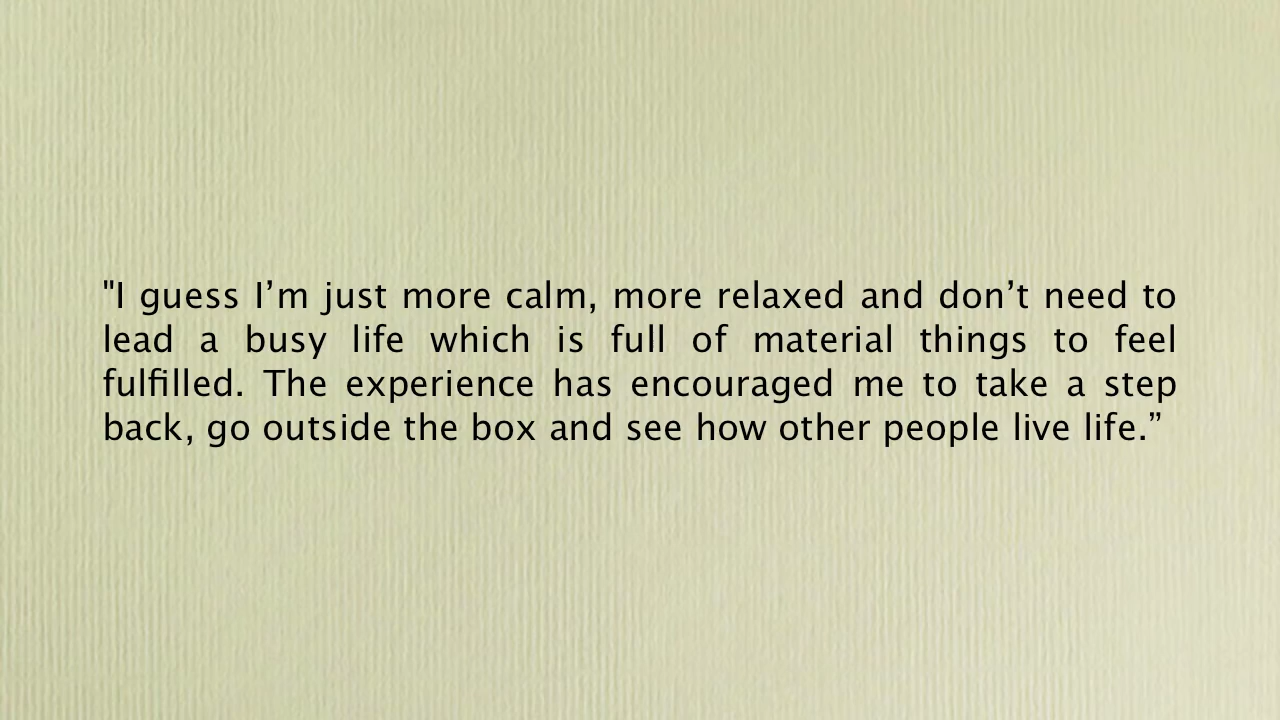 "I guess I’m just more calm, more relaxed and don’t need to
lead a busy life which is full of material things to feel
fulfilled. The experience has encouraged me to take a step
back, go outside the box and see how other people live life.”